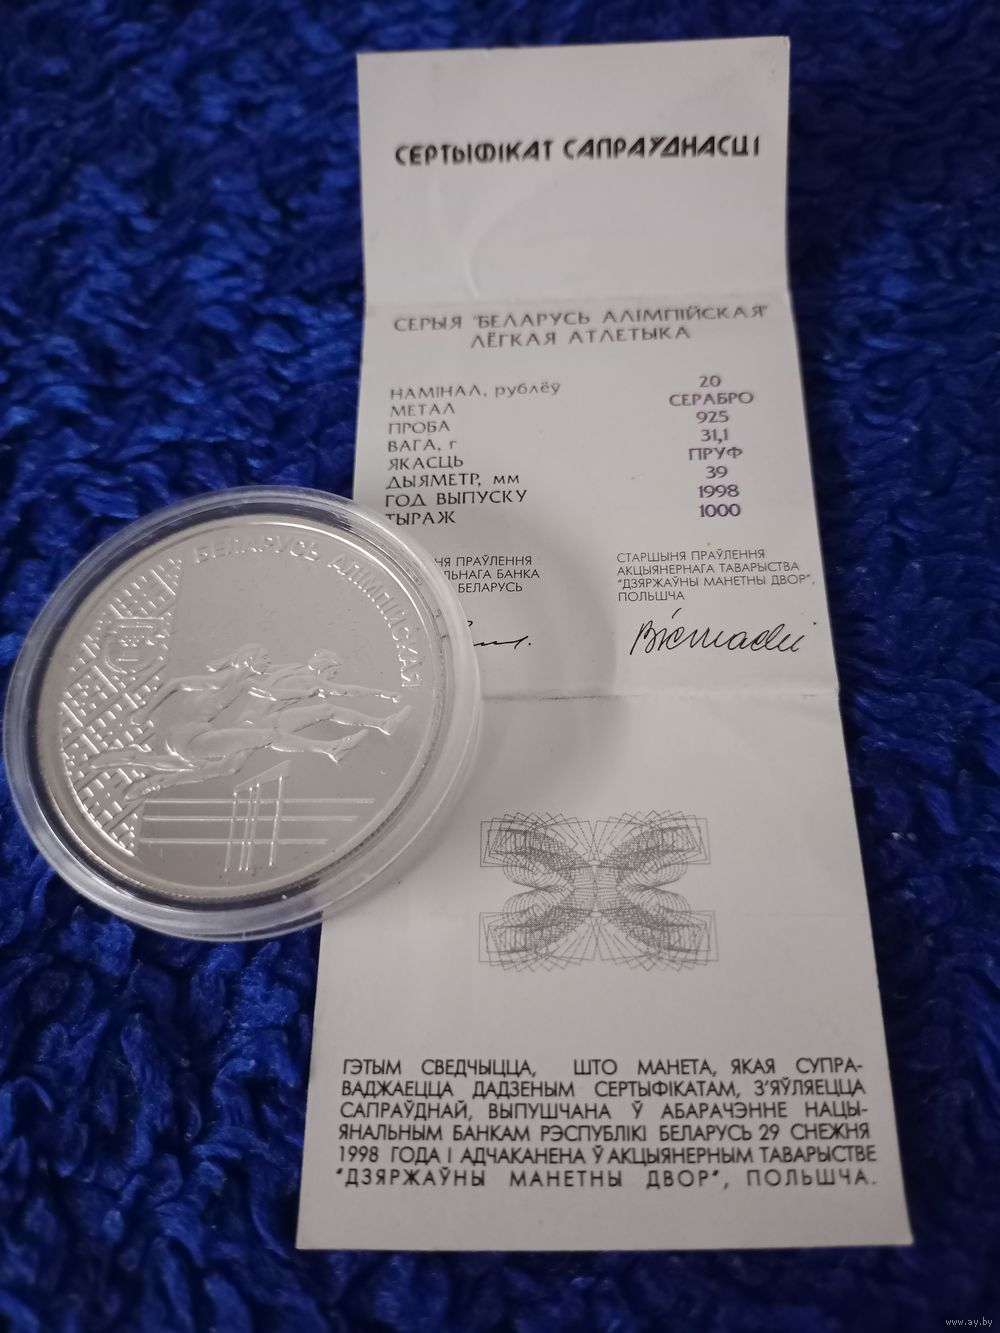 СЕРТЫФІКАТ САПРАЎДНАСЦІ
СЕРЫЯ "БЕЛАРУСЬ АЛІМПІЙСКАЯ"
ЛЁГКАЯ АТЛЕТЫКА
НАМІНАЛ, рублёў 20
МЕТАЛ СЕРАБРО
ПРОБА 925
ВАГА, г 31,1
ЯКАСЦЬ ПРУФ
ДЫЯМЕТР, мм 39
ГОД ВЫПУСКУ 1998
ТЫРАЖ 1000
ПРАЎЛЕННЯ
БАНКА
БЕЛАРУСЬ
СТАРШЫНЯ ПРАЎЛЕННЯ
АКЦЫЯНЕРНАГА ТАВАРЫСТВА
"ДЗЯРЖАЎНЫ МАНЕТНЫ ДВОР",
ПОЛЬШЧА
БЕЛАРУСЬ АЛІМПІЙСКАЯ
ГЭТЫМ СВЕДЧЫЦЦА, ШТО МАНЕТА, ЯКАЯ СУПРА-
ВАДЖАЕЦЦА ДАДЗЕНЫМ СЕРТЫФІКАТАМ, З'ЯЎЛЯЕЦЦА
САПРАЎДНАЙ, ВЫПУШЧАНА Ў АБАРАЧЭННЕ НАЦЫ-
ЯНАЛЬНЫМ БАНКАМ РЭСПУБЛІКІ БЕЛАРУСЬ 29 СНЕЖНЯ
1998 ГОДА І АДЧАКАНЕНА Ў АКЦЫЯНЕРНЫМ ТАВАРЫСТВЕ
"ДЗЯРЖАЎНЫ МАНЕТНЫ ДВОР", ПОЛЬШЧА.
www.ay.by